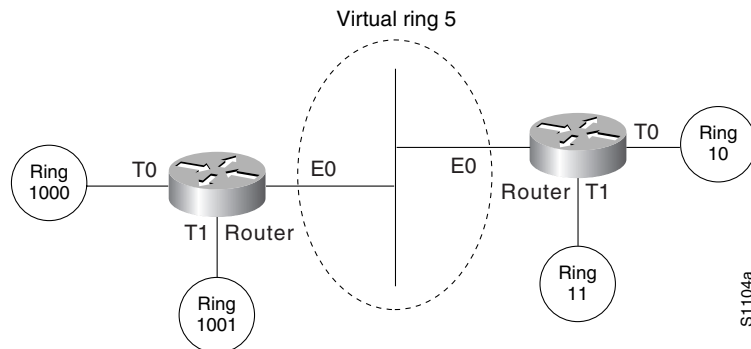 Virtual ring 5
Ring
1000
T0
E0
T1 Router
Ring
1001
E0
T0
Router T1
Ring
10
Ring
11
S1104a